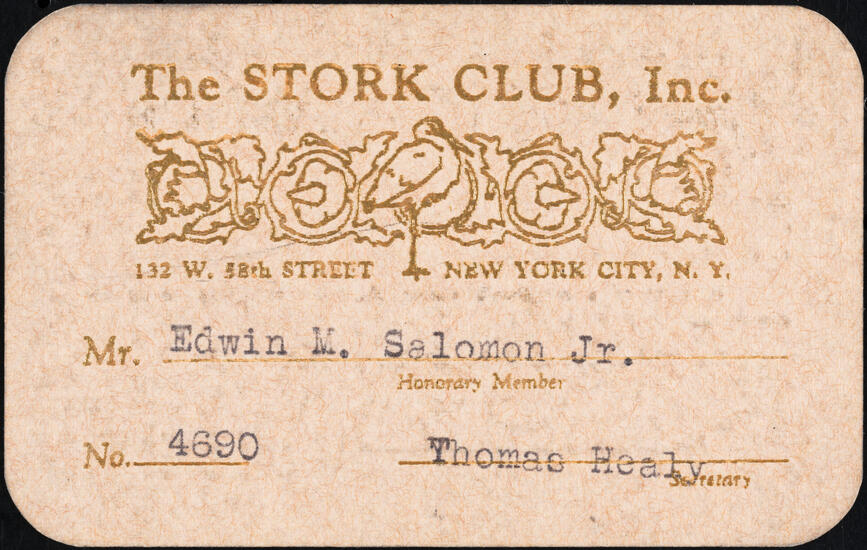 The STORK CLUB, Inc.
132 W. 58th STREET NEW YORK CITY, N. Y.
Mr. Edwin M. Salomon Jr.
Honorary Member
No. 4690 Thomas Healy
Secretary